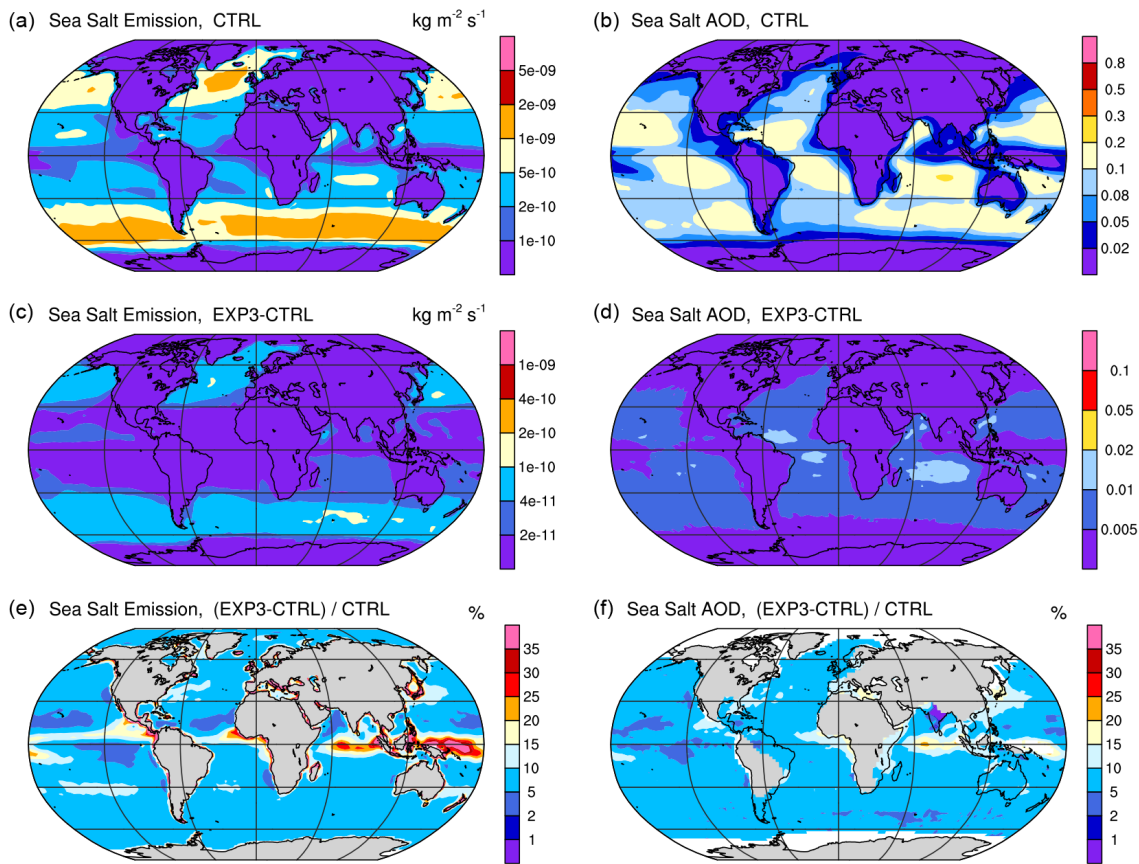 (a) Sea Salt Emission, CTRL kg m⁻² s⁻¹
5e-09
2e-09
1e-09
5e-10
2e-10
1e-10
(b) Sea Salt AOD, CTRL
0.8
0.5
0.3
0.2
0.1
0.08
0.05
0.02
(c) Sea Salt Emission, EXP3-CTRL kg m⁻² s⁻¹
1e-09
4e-10
2e-10
1e-10
4e-11
2e-11
(d) Sea Salt AOD, EXP3-CTRL
0.1
0.05
0.02
0.01
0.005
(e) Sea Salt Emission, (EXP3-CTRL) / CTRL %
35
30
25
20
15
10
5
2
1
(f) Sea Salt AOD, (EXP3-CTRL) / CTRL %
35
30
25
20
15
10
5
2
1